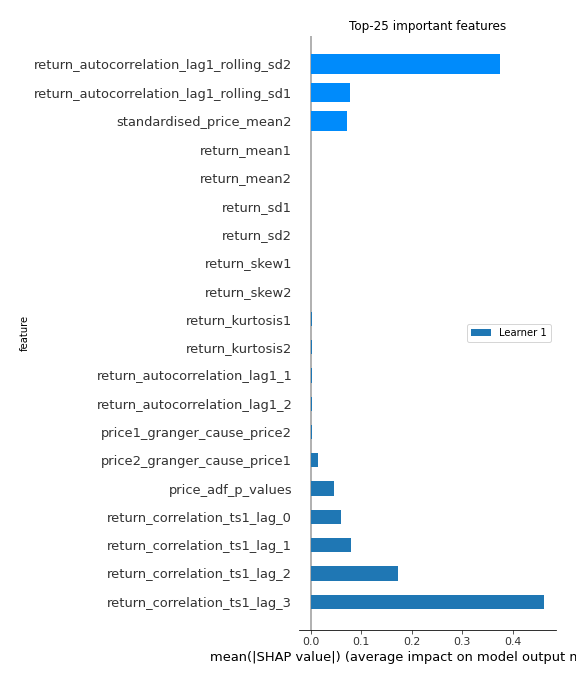 Top-25 important features
return_autocorrelation_lag1_rolling_sd2
return_autocorrelation_lag1_rolling_sd1
standardised_price_mean2
return_mean1
return_mean2
return_sd1
return_sd2
return_skew1
return_skew2
return_kurtosis1
return_kurtosis2
return_autocorrelation_lag1_1
return_autocorrelation_lag1_2
price1_granger_cause_price2
price2_granger_cause_price1
price_adf_p_values
return_correlation_ts1_lag_0
return_correlation_ts1_lag_1
return_correlation_ts1_lag_2
return_correlation_ts1_lag_3
feature
Learner 1
0.0 0.1 0.2 0.3 0.4
mean(|SHAP value|) (average impact on model output